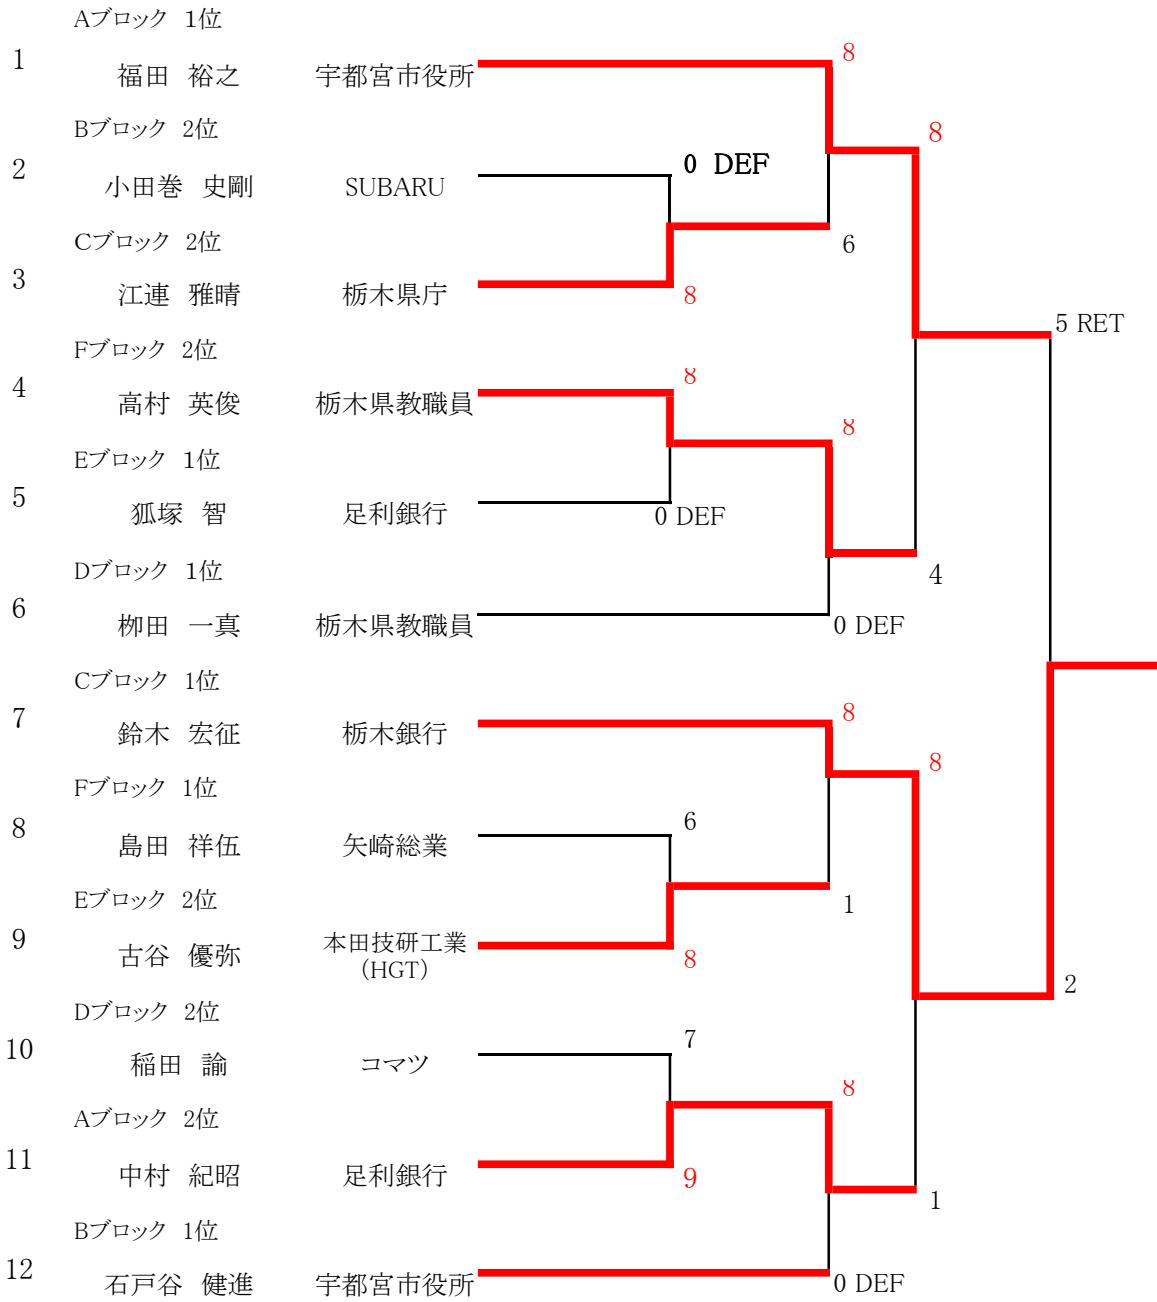 Aブロック 1位
1 福田 裕之 宇都宮市役所 8
Bブロック 2位
8
2 小田巻 史剛 SUBARU 0 DEF
Cブロック 2位
6
3 江連 雅晴 栃木県庁 8
5 RET
Fブロック 2位
8
4 高村 英俊 栃木県教職員
8
Eブロック 1位
5 狐塚 智 足利銀行 0 DEF
Dブロック 1位
4
6 栁田 一真 栃木県教職員 0 DEF
Cブロック 1位
7 鈴木 宏征 栃木銀行 8
8
Fブロック 1位
6
8 島田 祥伍 矢崎総業
Eブロック 2位
1
9 古谷 優弥 本田技研工業
(HGT)
8
2
Dブロック 2位
7
10 稲田 諭 コマツ
8
Aブロック 2位
11 中村 紀昭 足利銀行 9
1
Bブロック 1位
12 石戸谷 健進 宇都宮市役所 0 DEF